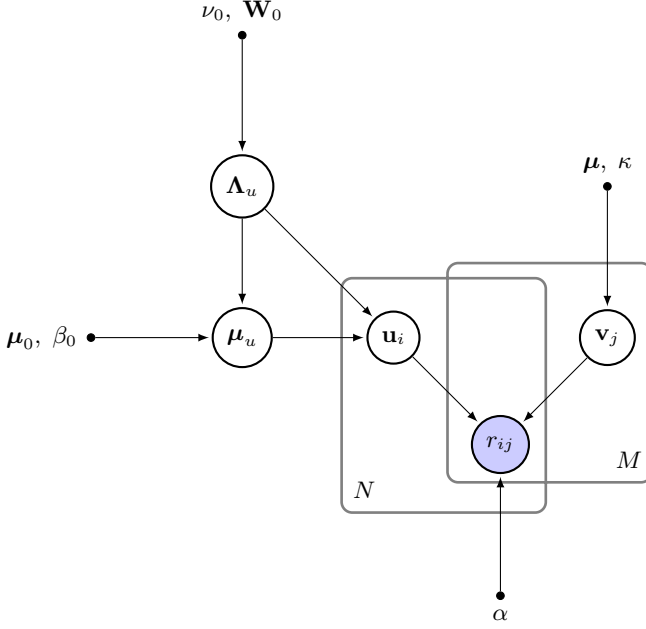 ν₀, 𝐖₀
𝚲ᵤ
𝝁, κ
𝝁₀, β₀
𝝁ᵤ
𝐮ᵢ
𝐯ⱼ
rᵢⱼ
M
N
α